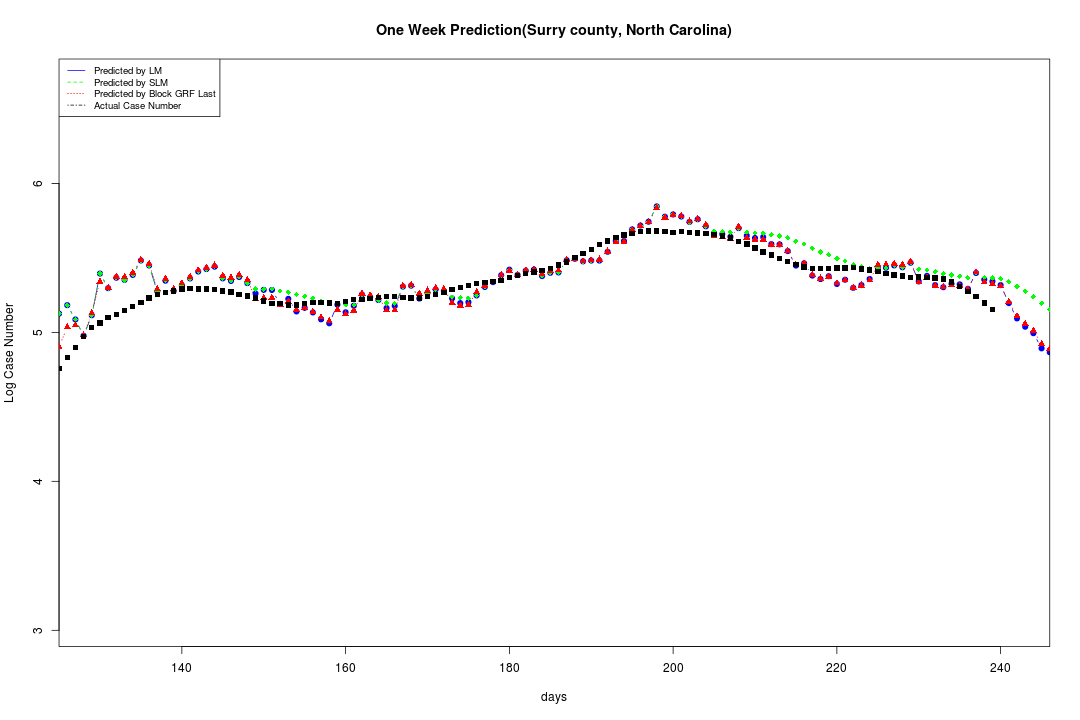 One Week Prediction(Surry county, North Carolina)
Predicted by LM
Predicted by SLM
Predicted by Block GRF Last
Actual Case Number
6
5
4
3
Log Case Number
140 160 180 200 220 240
days